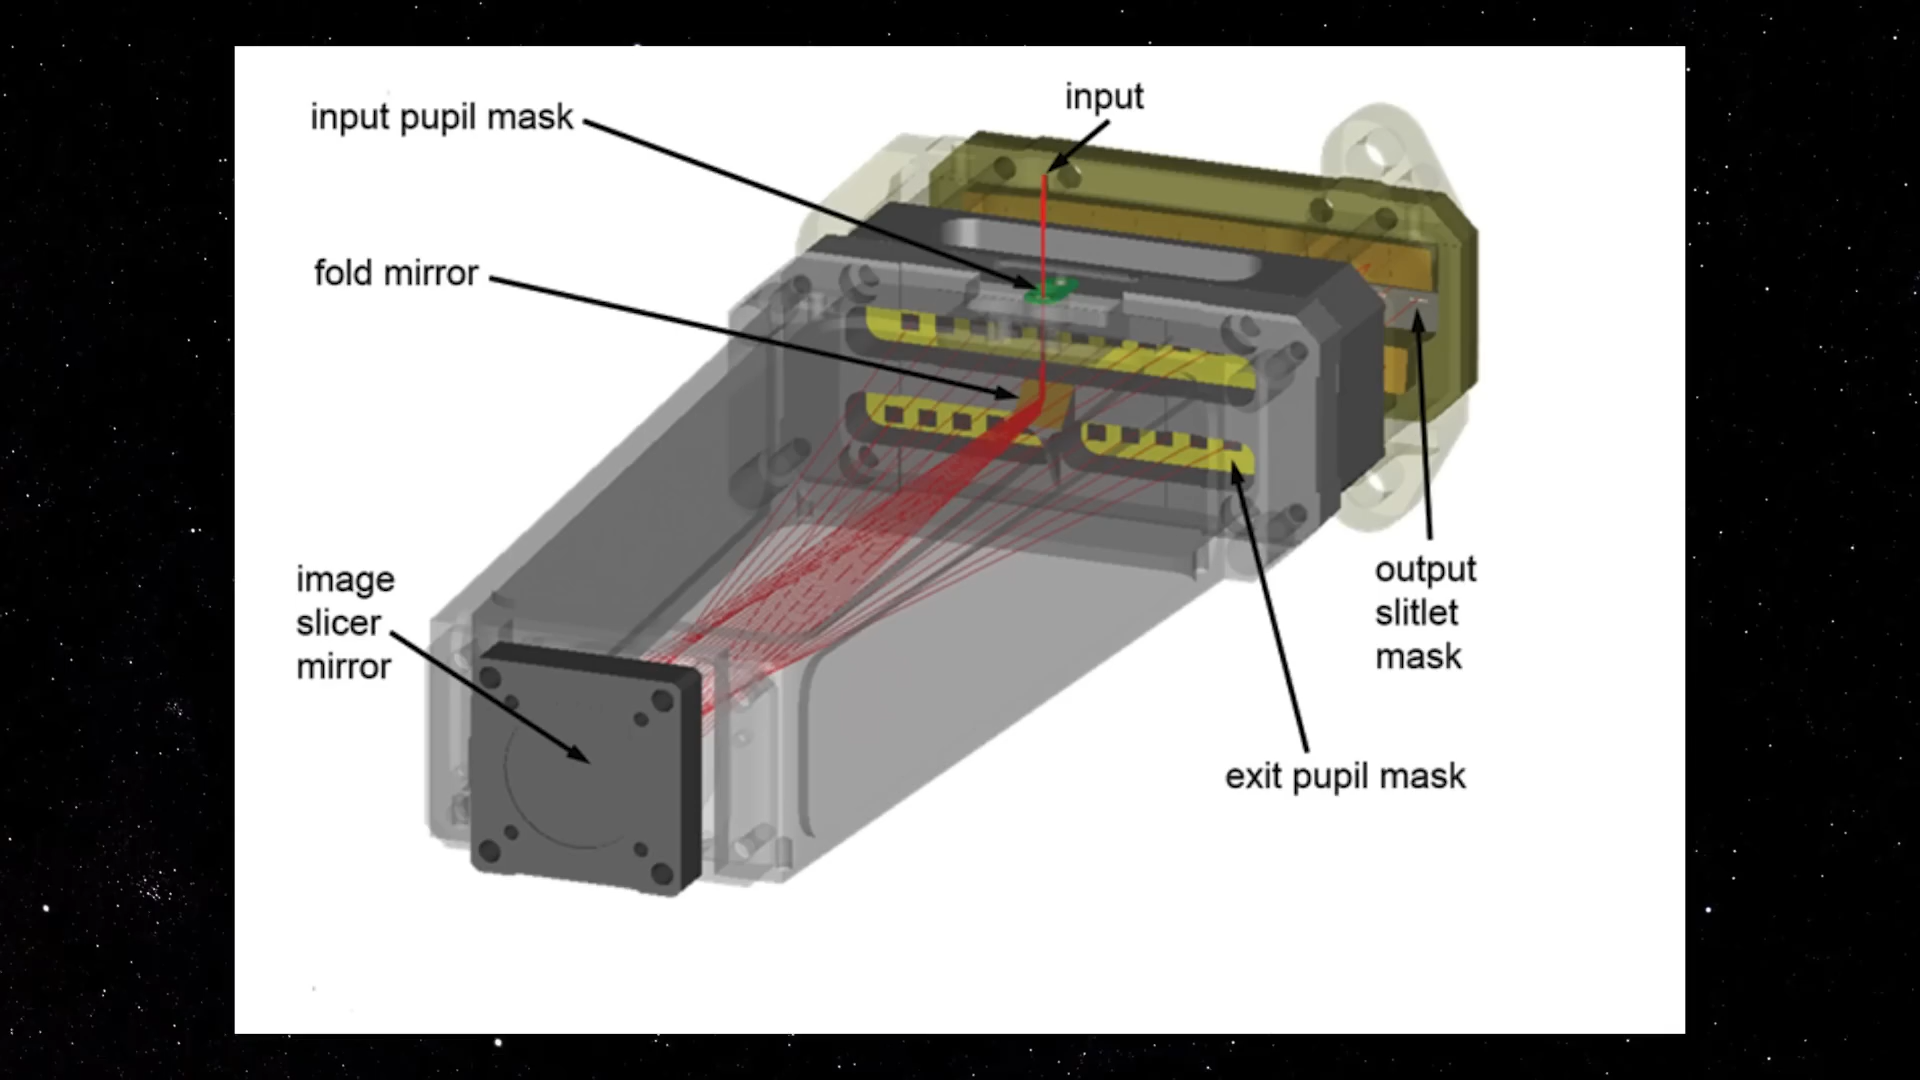 input
input pupil mask
fold mirror
image
slicer
mirror
output
slitlet
mask
exit pupil mask